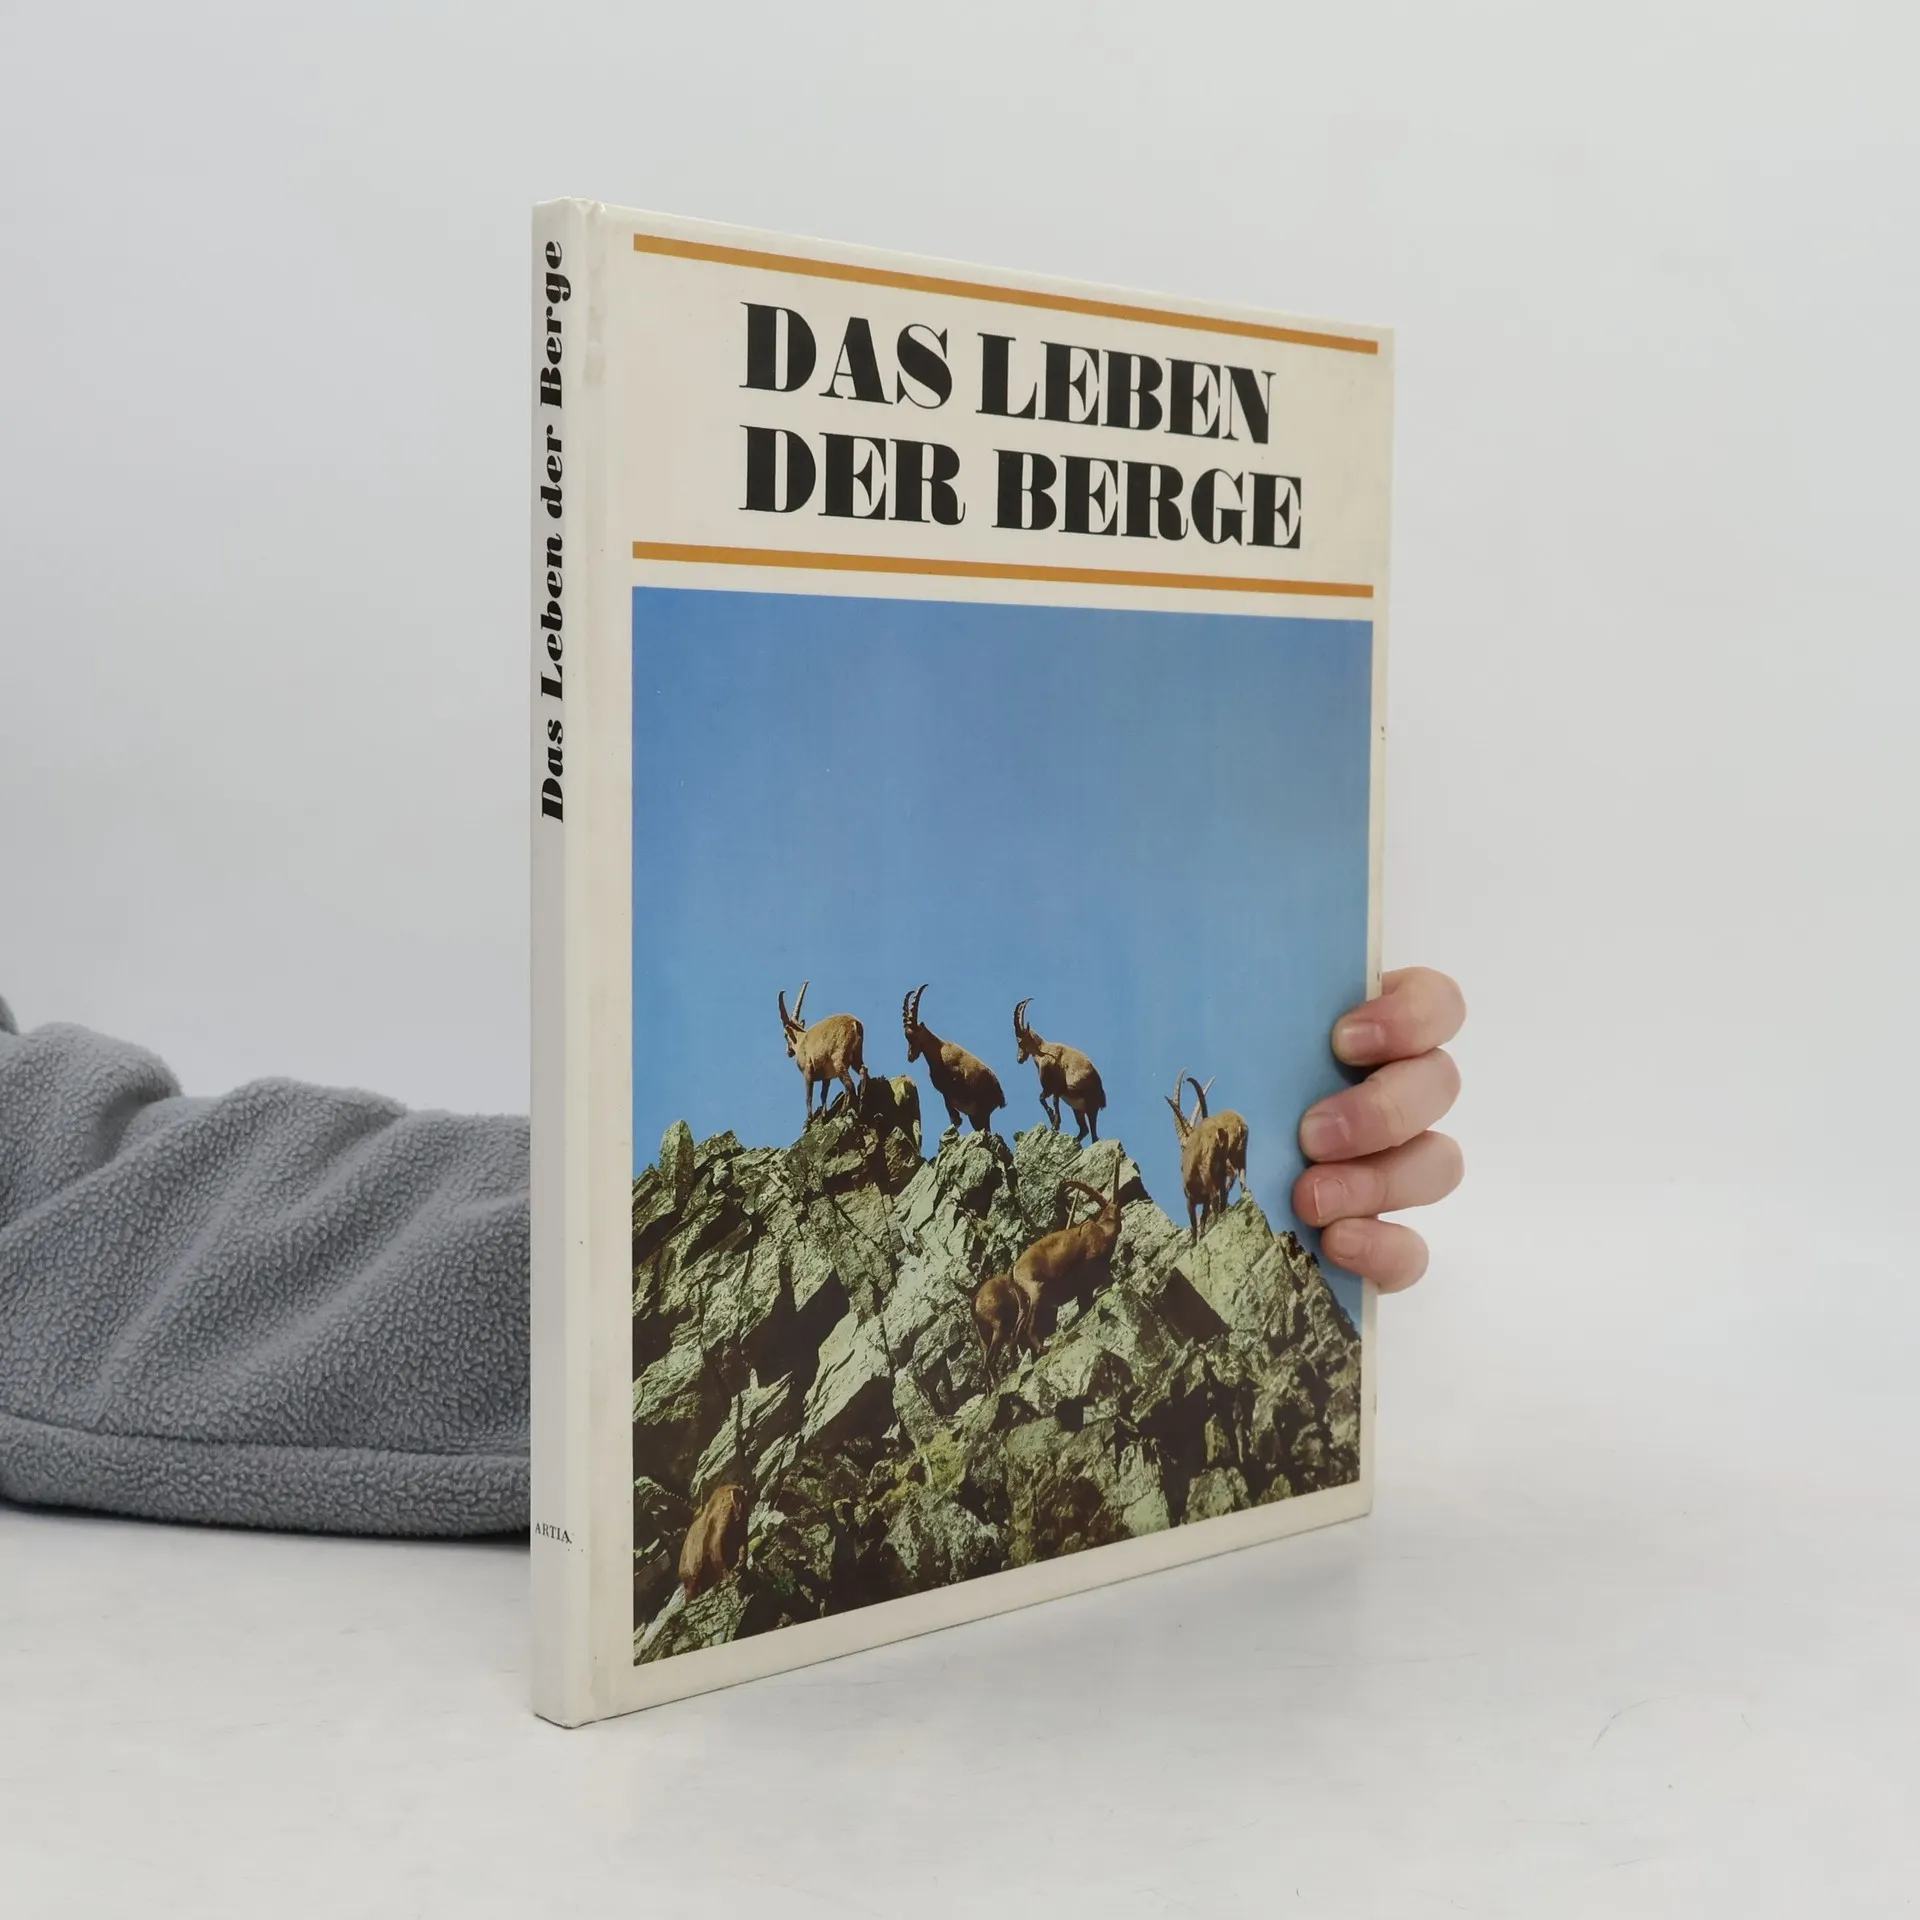 Das Leben der Berge
ARTIA
DAS LEBEN
DER BERGE